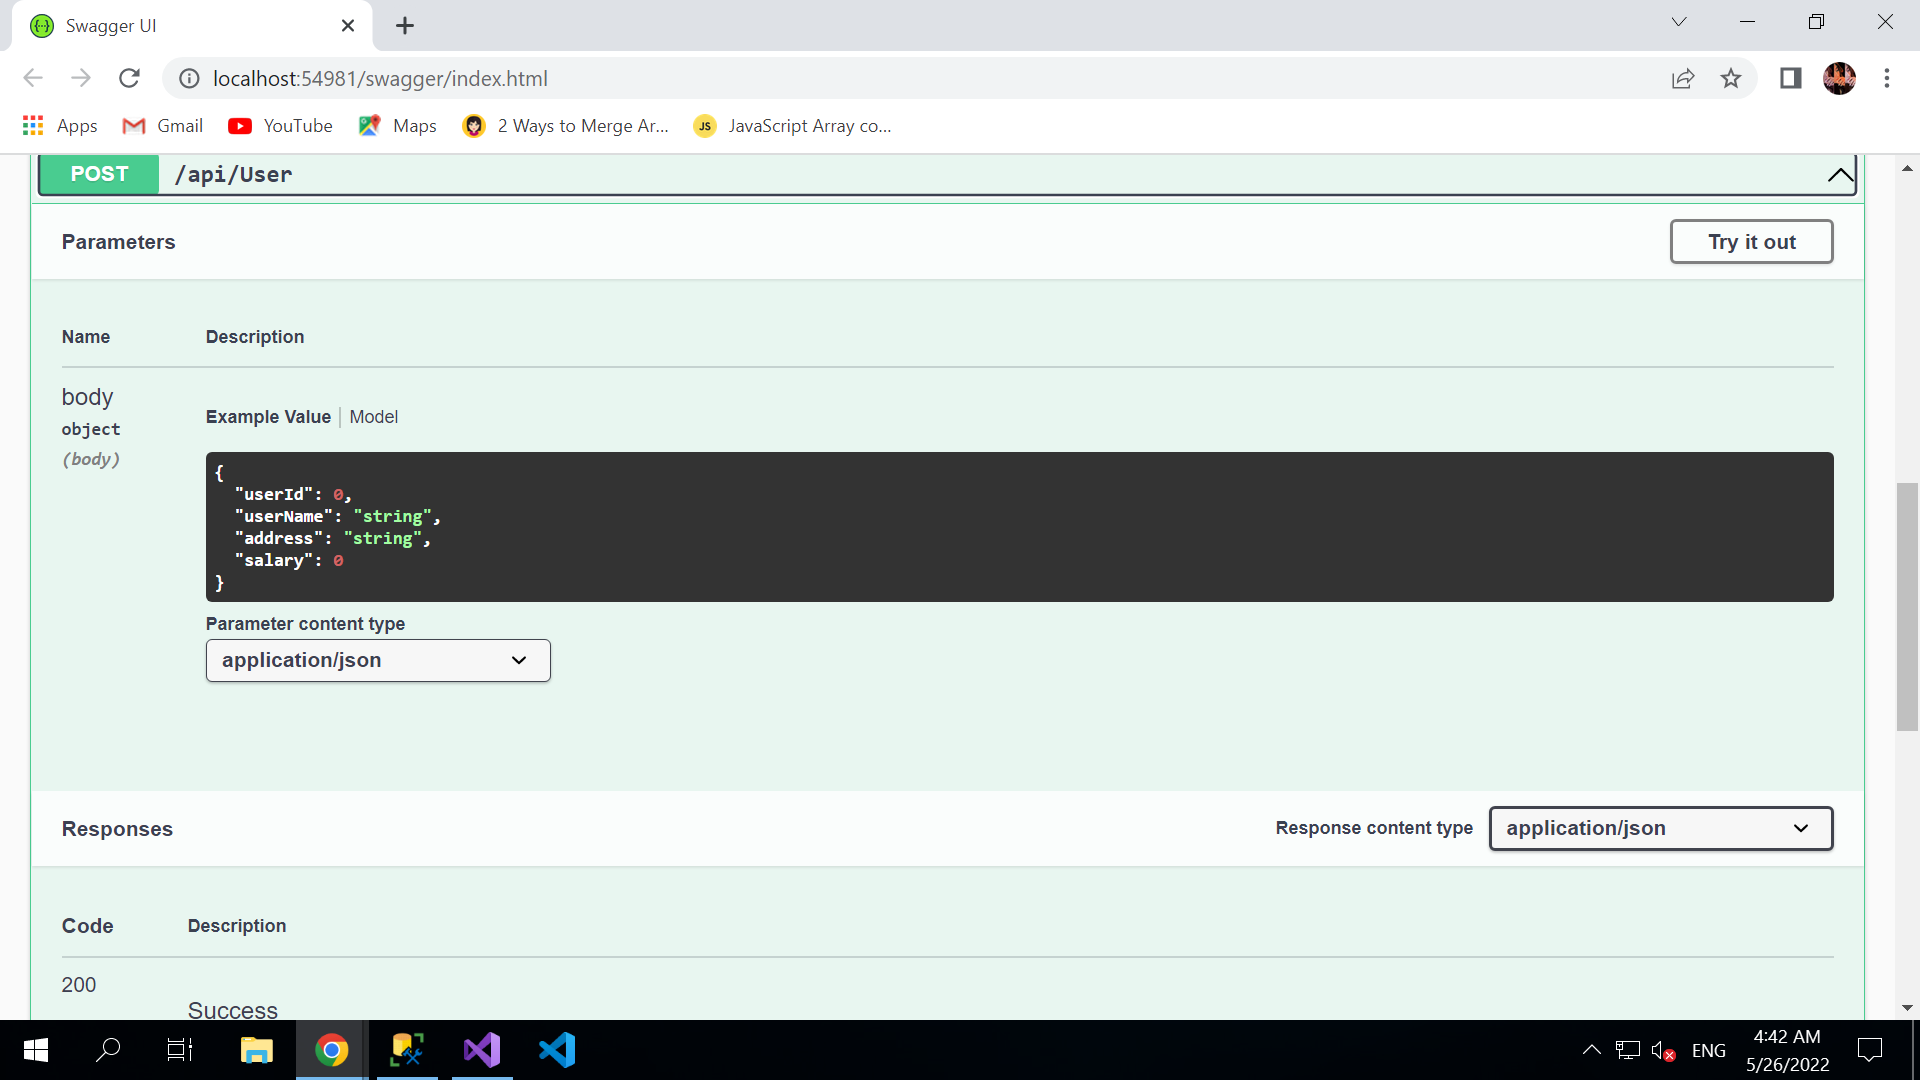 Swagger UI
localhost:54981/swagger/index.html
Apps Gmail YouTube Maps 2 Ways to Merge Ar... JS JavaScript Array co...
POST /api/User
Parameters Try it out
Name Description
body
object
(body)
Example Value Model
{
"userId": 0,
"userName": "string",
"address": "string",
"salary": 0
}
Parameter content type
application/json
Responses Response content type application/json
Code Description
200
Success
ENG 4:42 AM
5/26/2022